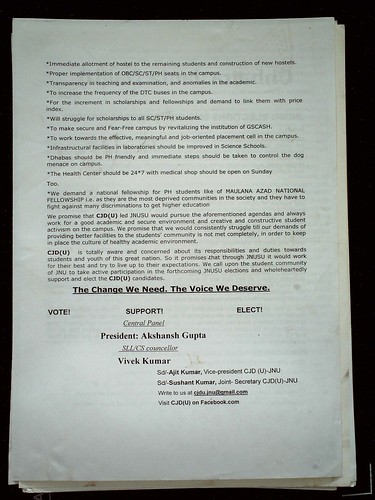 *Immediate allotment of hostel to the remaining students and construction of new hostels.
*Proper implementation of OBC/SC/ST/PH seats in the campus.
*Transparency in teaching and examination, and anomalies in academic.
*To increase the frequency of the DTC buses in the campus.
*For the increment in scholarships and fellowships and demand to link them with price
index.
*Will struggle for scholarships to all SC/ST/PH students.
*To make secure and Fear-Free campus by revitalizing the institution of GSCASH.
*To work towards the effective, meaningful and job-oriented placement cell in the campus.
*Infrastructural facilities in laboratories should be improved in Science Schools.
*Dhabas should be PH friendly and immediate steps should be taken to control the dog
menace on campus.
*The Health Center should be 24*7 with medical shop should be open on Sunday
Too.
*We demand a national fellowship for PH students like of MAULANA AZAD NATIONAL
FELLOWSHIP i.e. as they are the most deprived communities in the society and they have to
fight against many discriminations to get higher education
We promise that CJD(U) led JNUSU would pursue the aforementioned agendas and always
work for a good academic and secure environment and creative and constructive student
activism on the campus. We promise that we would consistently struggle till our demands of
providing better facilities to the students' community is not met completely, in order to keep
in place the culture of healthy academic environment.
CJD(U) is totally aware and concerned about its responsibilities and duties towards
students and youth of this great nation. So it promises that through JNUSU it would work
for their best and try to live up to their expectations. We call upon the student community
of JNU to take active participation in the forthcoming JNUSU elections and wholeheartedly
support and elect the CJD(U) candidates.
The Change We Need. The Voice We Deserve.
VOTE! SUPPORT! ELECT!
Central Panel
President: Akshansh Gupta
SLL/CS councellor
Vivek Kumar
Sd/-Ajit Kumar, Vice-president CJD (U)-JNU
Sd/-Sushant Kumar, Joint- Secretary CJD(U)-JNU
Write to us at cjdu.jnu@gmail.com
Visit CJD(U) on Facebook.com